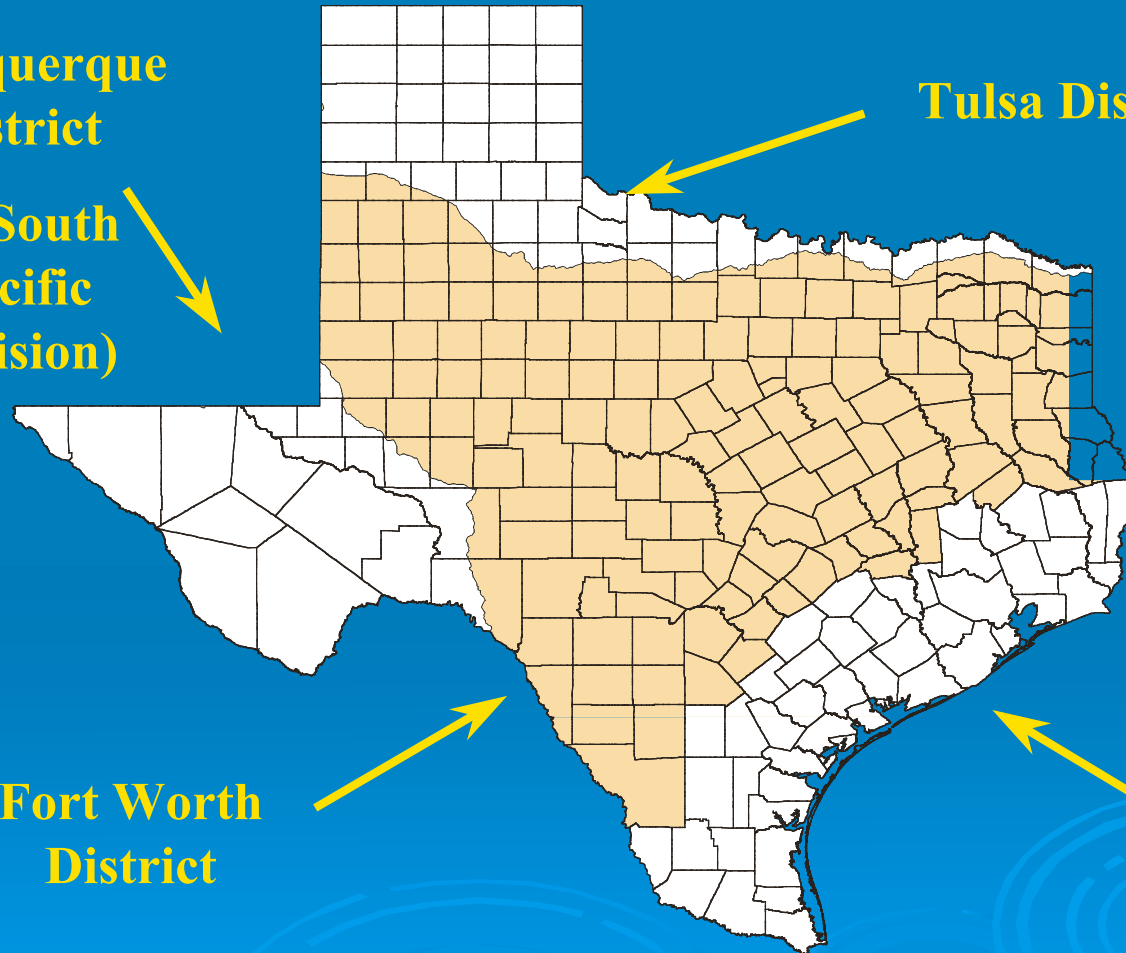 querque
strict
South
cific
ision)
Tulsa Dis
Fort Worth
District